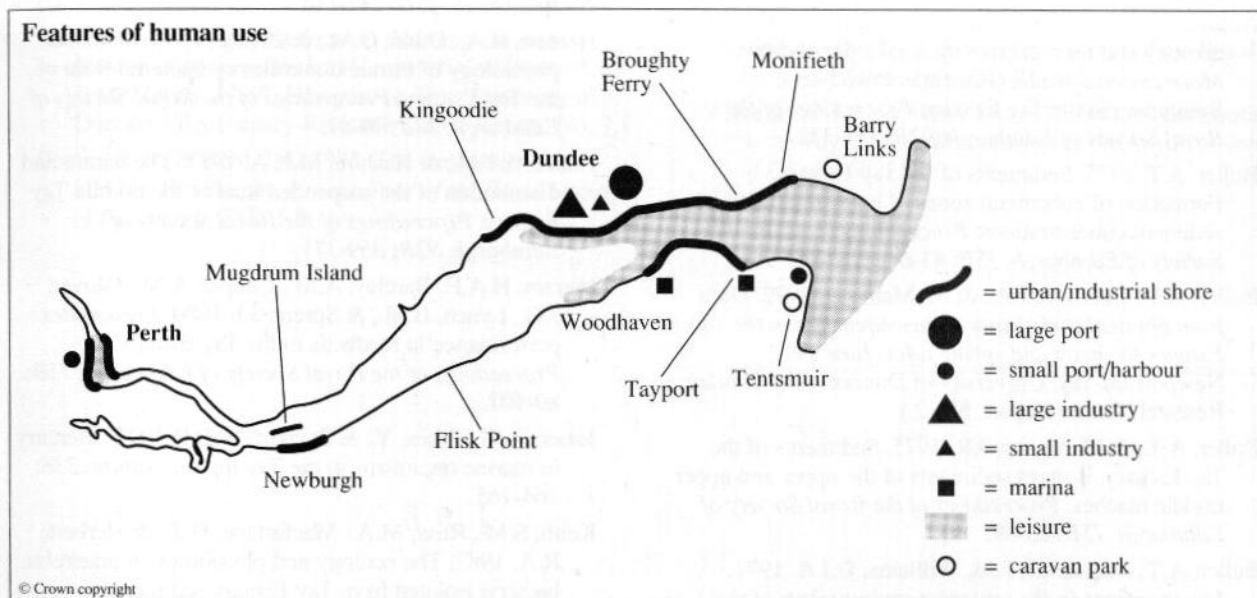 Features of human use
Broughty
Ferry
Monifieth
Kingoodie
Barry
Links
Dundee
Mugdrum Island
Perth
Woodhaven
Tayport
Tentsmuir
Flisk Point
Newburgh
= urban/industrial shore
= large port
= small port/harbour
= large industry
= small industry
= marina
= leisure
= caravan park
© Crown copyright